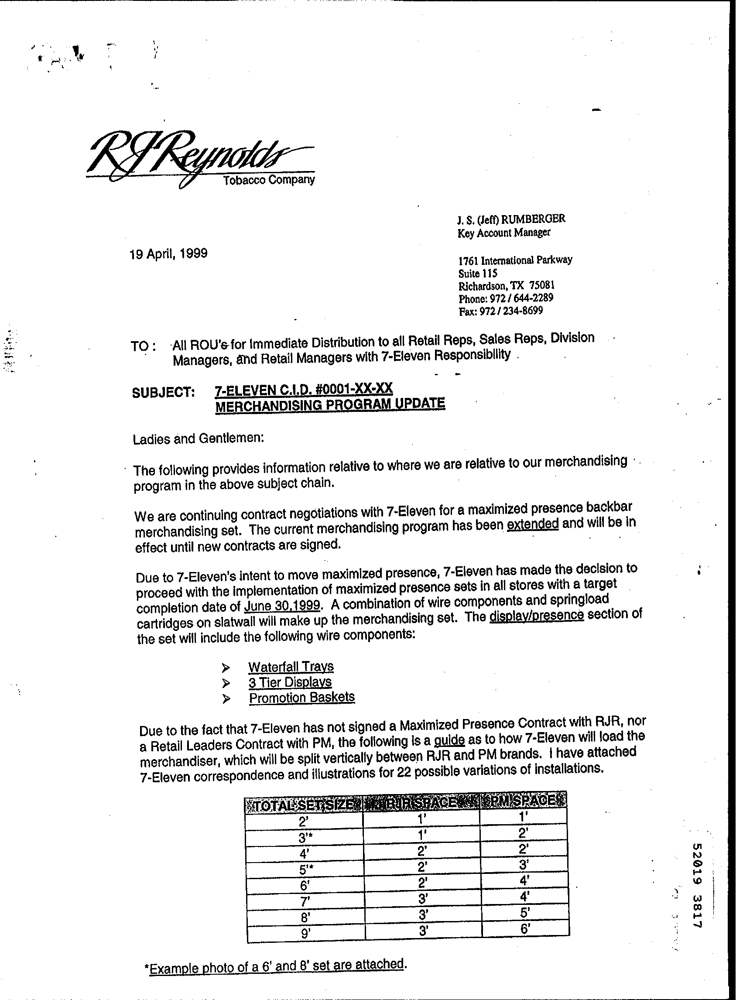 RJReynolds
Tobacco Company
J. S. (Jeff) RUMBERGER
Key Account Manager
19 April, 1999
1761 International Parkway
Suite 115
Richardson, TX 75081
Phone: 972 / 644-2289
Fax: 972 / 234-8699
TO : All ROU's for Immediate Distribution to all Retail Reps, Sales Reps, Division
Managers, and Retail Managers with 7-Eleven Responsibility
SUBJECT: 7-ELEVEN C.I.D. #0001-XX-XX
MERCHANDISING PROGRAM UPDATE
Ladies and Gentlemen:
The following provides information relative to where we are relative to our merchandising
program in the above subject chain.
We are continuing contract negotiations with 7-Eleven for a maximized presence backbar
merchandising set. The current merchandising program has been extended and will be in
effect until new contracts are signed.
Due to 7-Eleven's intent to move maximized presence, 7-Eleven has made the decision to
proceed with the implementation of maximized presence sets in all stores with a target
completion date of June 30,1999. A combination of wire components and springload
cartridges on slatwall will make up the merchandising set. The display/presence section of
the set will include the following wire components:
➢ Waterfall Trays
➢ 3 Tier Displays
➢ Promotion Baskets
Due to the fact that 7-Eleven has not signed a Maximized Presence Contract with RJR, nor
a Retail Leaders Contract with PM, the following is a guide as to how 7-Eleven will load the
merchandiser, which will be split vertically between RJR and PM brands. I have attached
7-Eleven correspondence and illustrations for 22 possible variations of installations.
TOTAL SET SIZE RJR SPACE PM SPACE
2' 1' 1'
3'* 1' 2'
4' 2' 2'
5'* 2' 3'
6' 2' 4'
7' 3' 4'
8' 3' 5'
9' 3' 6'
*Example photo of a 6' and 8' set are attached.
52019 3817